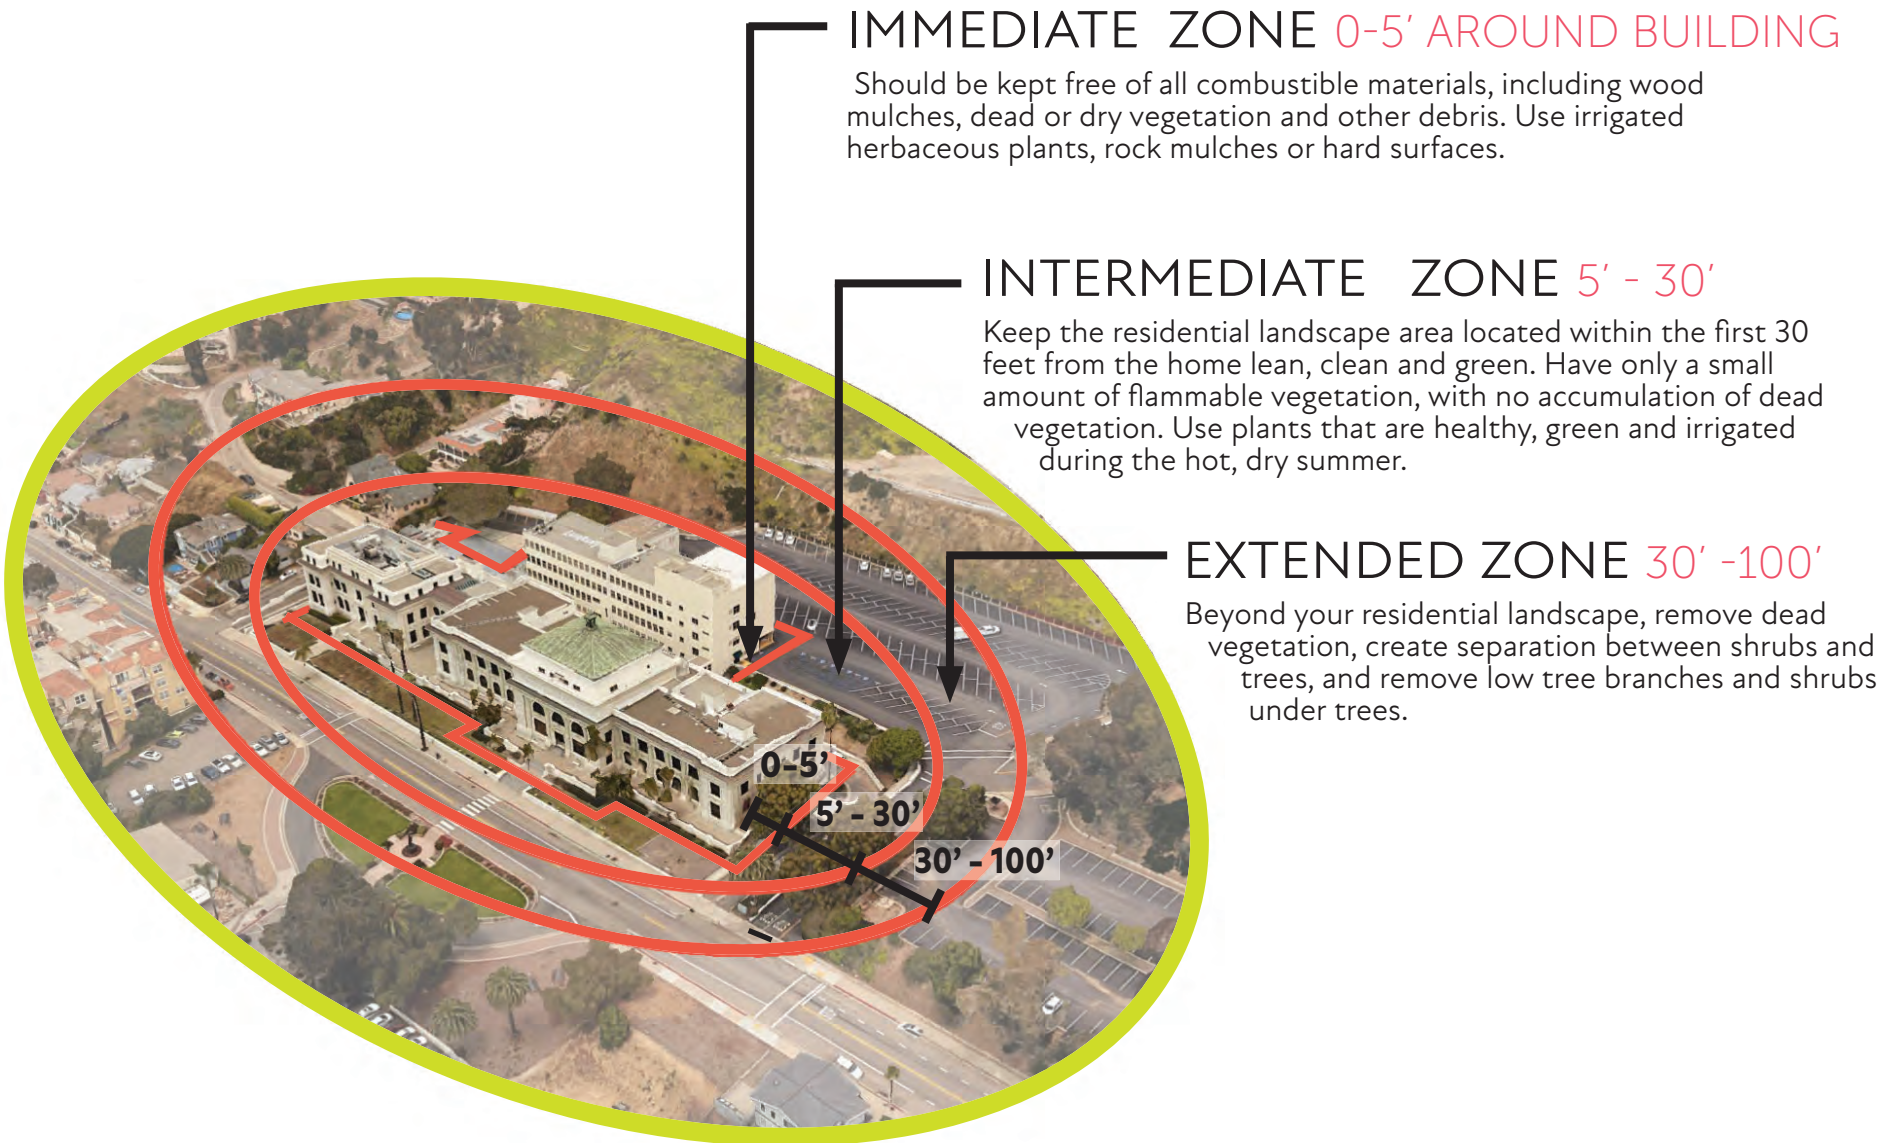 IMMEDIATE ZONE 0-5' AROUND BUILDING
Should be kept free of all combustible materials, including wood
mulches, dead or dry vegetation and other debris. Use irrigated
herbaceous plants, rock mulches or hard surfaces.
INTERMEDIATE ZONE 5' - 30'
Keep the residential landscape area located within the first 30
feet from the home lean, clean and green. Have only a small
amount of flammable vegetation, with no accumulation of dead
vegetation. Use plants that are healthy, green and irrigated
during the hot, dry summer.
EXTENDED ZONE 30' -100'
Beyond your residential landscape, remove dead
vegetation, create separation between shrubs and
trees, and remove low tree branches and shrubs
under trees.
0-5'
5' - 30'
30' - 100'